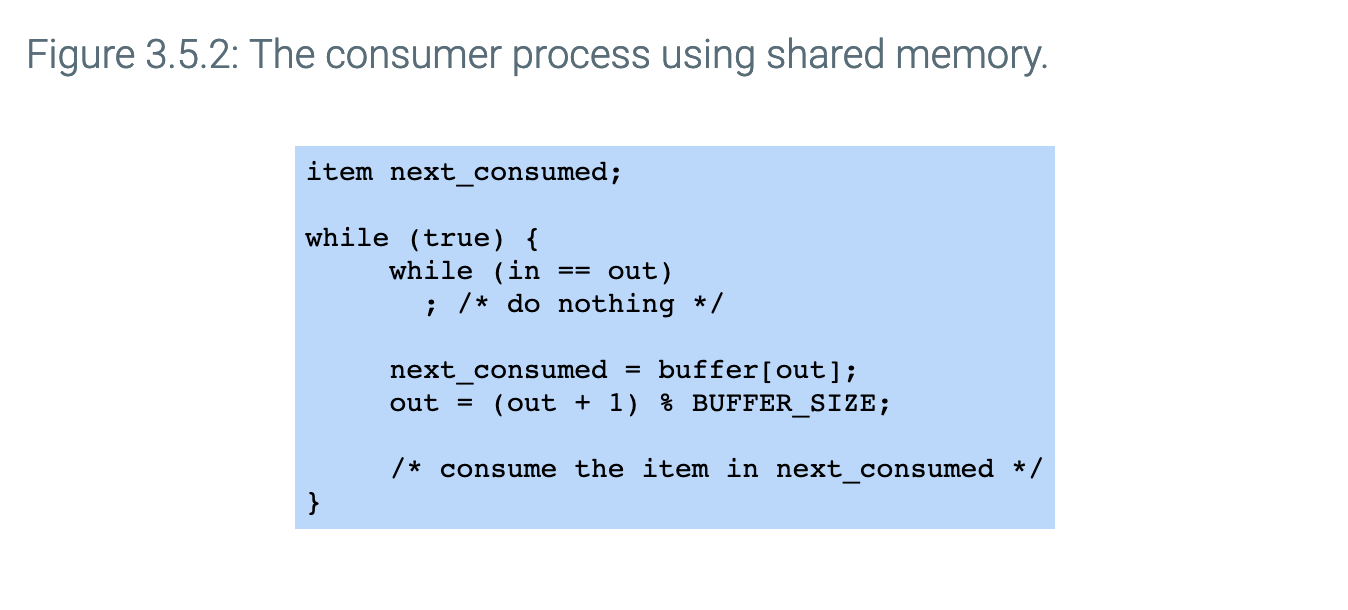 Figure 3.5.2: The consumer process using shared memory.
item next_consumed;
while (true) {
while (in == out)
; /* do nothing */
next_consumed = buffer[out];
out = (out + 1) % BUFFER_SIZE;
/* consume the item in next_consumed */
}